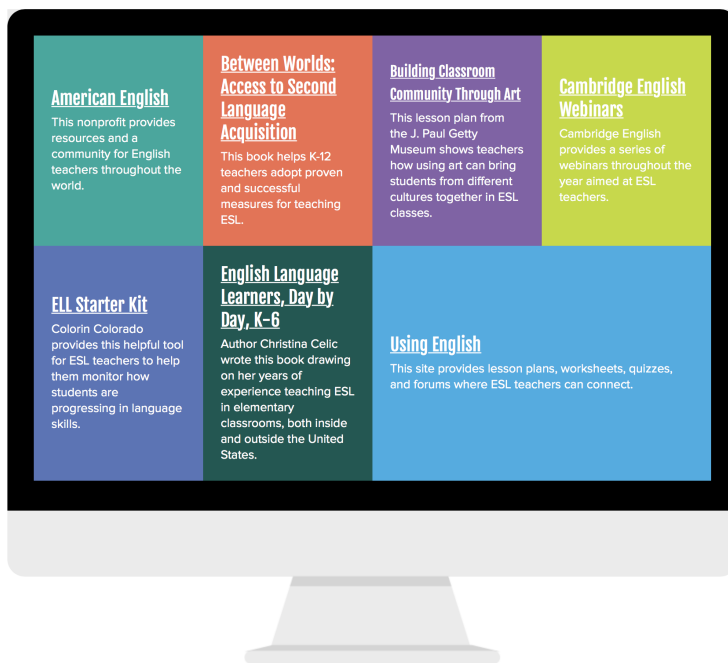 American English
This nonprofit provides
resources and a
community for English
teachers throughout the
world.
Between Worlds:
Access to Second
Language
Acquisition
This book helps K-12
teachers adopt proven
and successful
measures for teaching
ESL.
Building Classroom
Community Through Art
This lesson plan from
the J. Paul Getty
Museum shows teachers
how using art can bring
students from different
cultures together in ESL
classes.
Cambridge English
Webinars
Cambridge English
provides a series of
webinars throughout the
year aimed at ESL
teachers.
ELL Starter Kit
Colorin Colorado
provides this helpful tool
for ESL teachers to help
them monitor how
students are
progressing in language
skills.
English Language
Learners, Day by
Day, K-6
Author Christina Celic
wrote this book drawing
on her years of
experience teaching ESL
in elementary
classrooms, both inside
and outside the United
States.
Using English
This site provides lesson plans, worksheets, quizzes,
and forums where ESL teachers can connect.